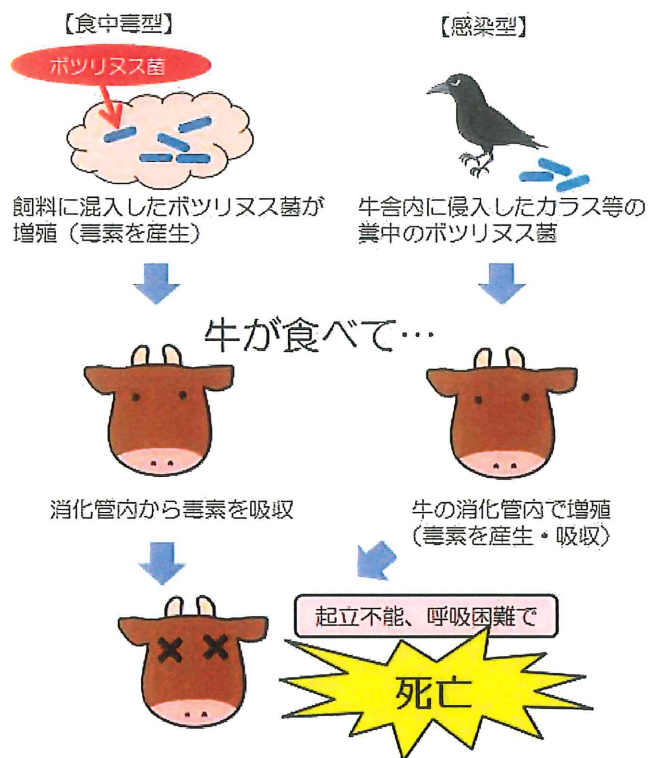 【食中毒型】
ボツリヌス菌
飼料に混入したボツリヌス菌が
増殖（毒素を産生）
【感染型】
牛舎内に侵入したカラス等の
糞中のボツリヌス菌
牛が食べて…
消化管内から毒素を吸収
牛の消化管内で増殖
（毒素を産生・吸収）
起立不能、呼吸困難で
死亡